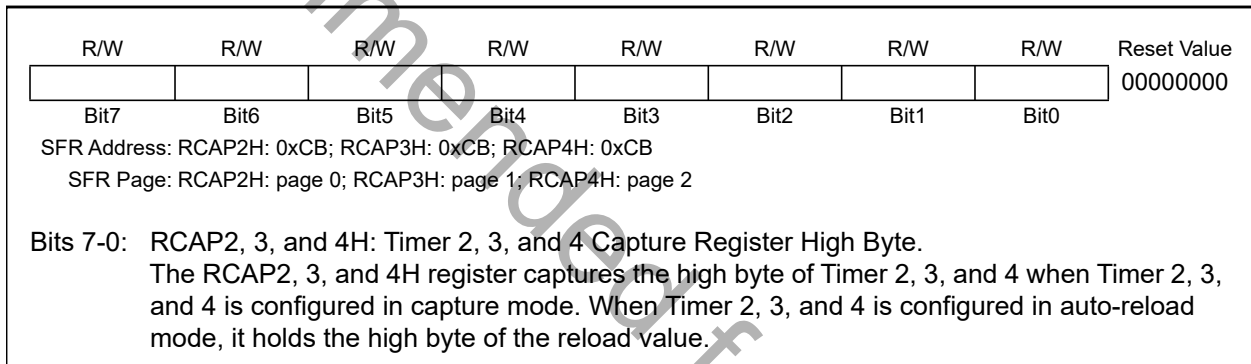 R/W R/W R/W R/W R/W R/W R/W R/W Reset Value
00000000
Bit7 Bit6 Bit5 Bit4 Bit3 Bit2 Bit1 Bit0
SFR Address: RCAP2H: 0xCB; RCAP3H: 0xCB; RCAP4H: 0xCB
SFR Page: RCAP2H: page 0; RCAP3H: page 1; RCAP4H: page 2
Bits 7-0: RCAP2, 3, and 4H: Timer 2, 3, and 4 Capture Register High Byte.
The RCAP2, 3, and 4H register captures the high byte of Timer 2, 3, and 4 when Timer 2, 3,
and 4 is configured in capture mode. When Timer 2, 3, and 4 is configured in auto-reload
mode, it holds the high byte of the reload value.
mended f